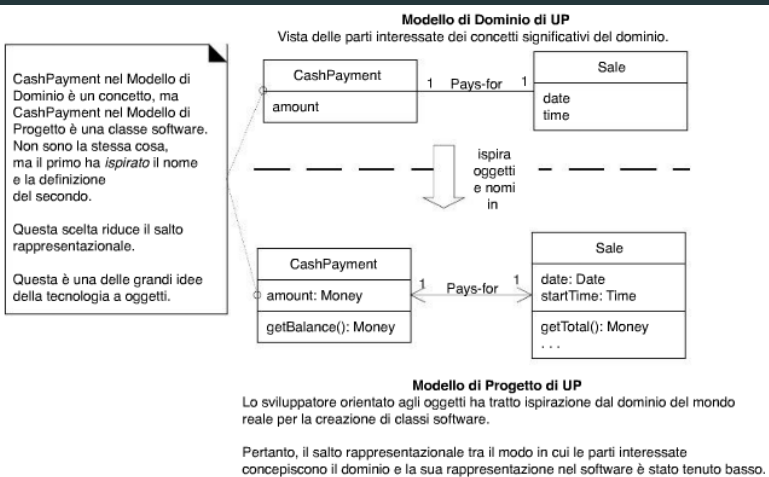 Modello di Dominio di UP
Vista delle parti interessate dei concetti significativi del dominio.
CashPayment nel Modello di
Dominio è un concetto, ma
CashPayment nel Modello di
Progetto è una classe software.
Non sono la stessa cosa,
ma il primo ha ispirato il nome
e la definizione
del secondo.
Questa scelta riduce il salto
rappresentazionale.
Questa è una delle grandi idee
della tecnologia a oggetti.
CashPayment
amount
1 Pays-for 1
Sale
date
time
ispira
oggetti
e nomi
in
CashPayment
amount: Money
getBalance(): Money
1 Pays-for 1
Sale
date: Date
startTime: Time
getTotal(): Money
. . .
Modello di Progetto di UP
Lo sviluppatore orientato agli oggetti ha tratto ispirazione dal dominio del mondo
reale per la creazione di classi software.
Pertanto, il salto rappresentazionale tra il modo in cui le parti interessate
concepiscono il dominio e la sua rappresentazione nel software è stato tenuto basso.